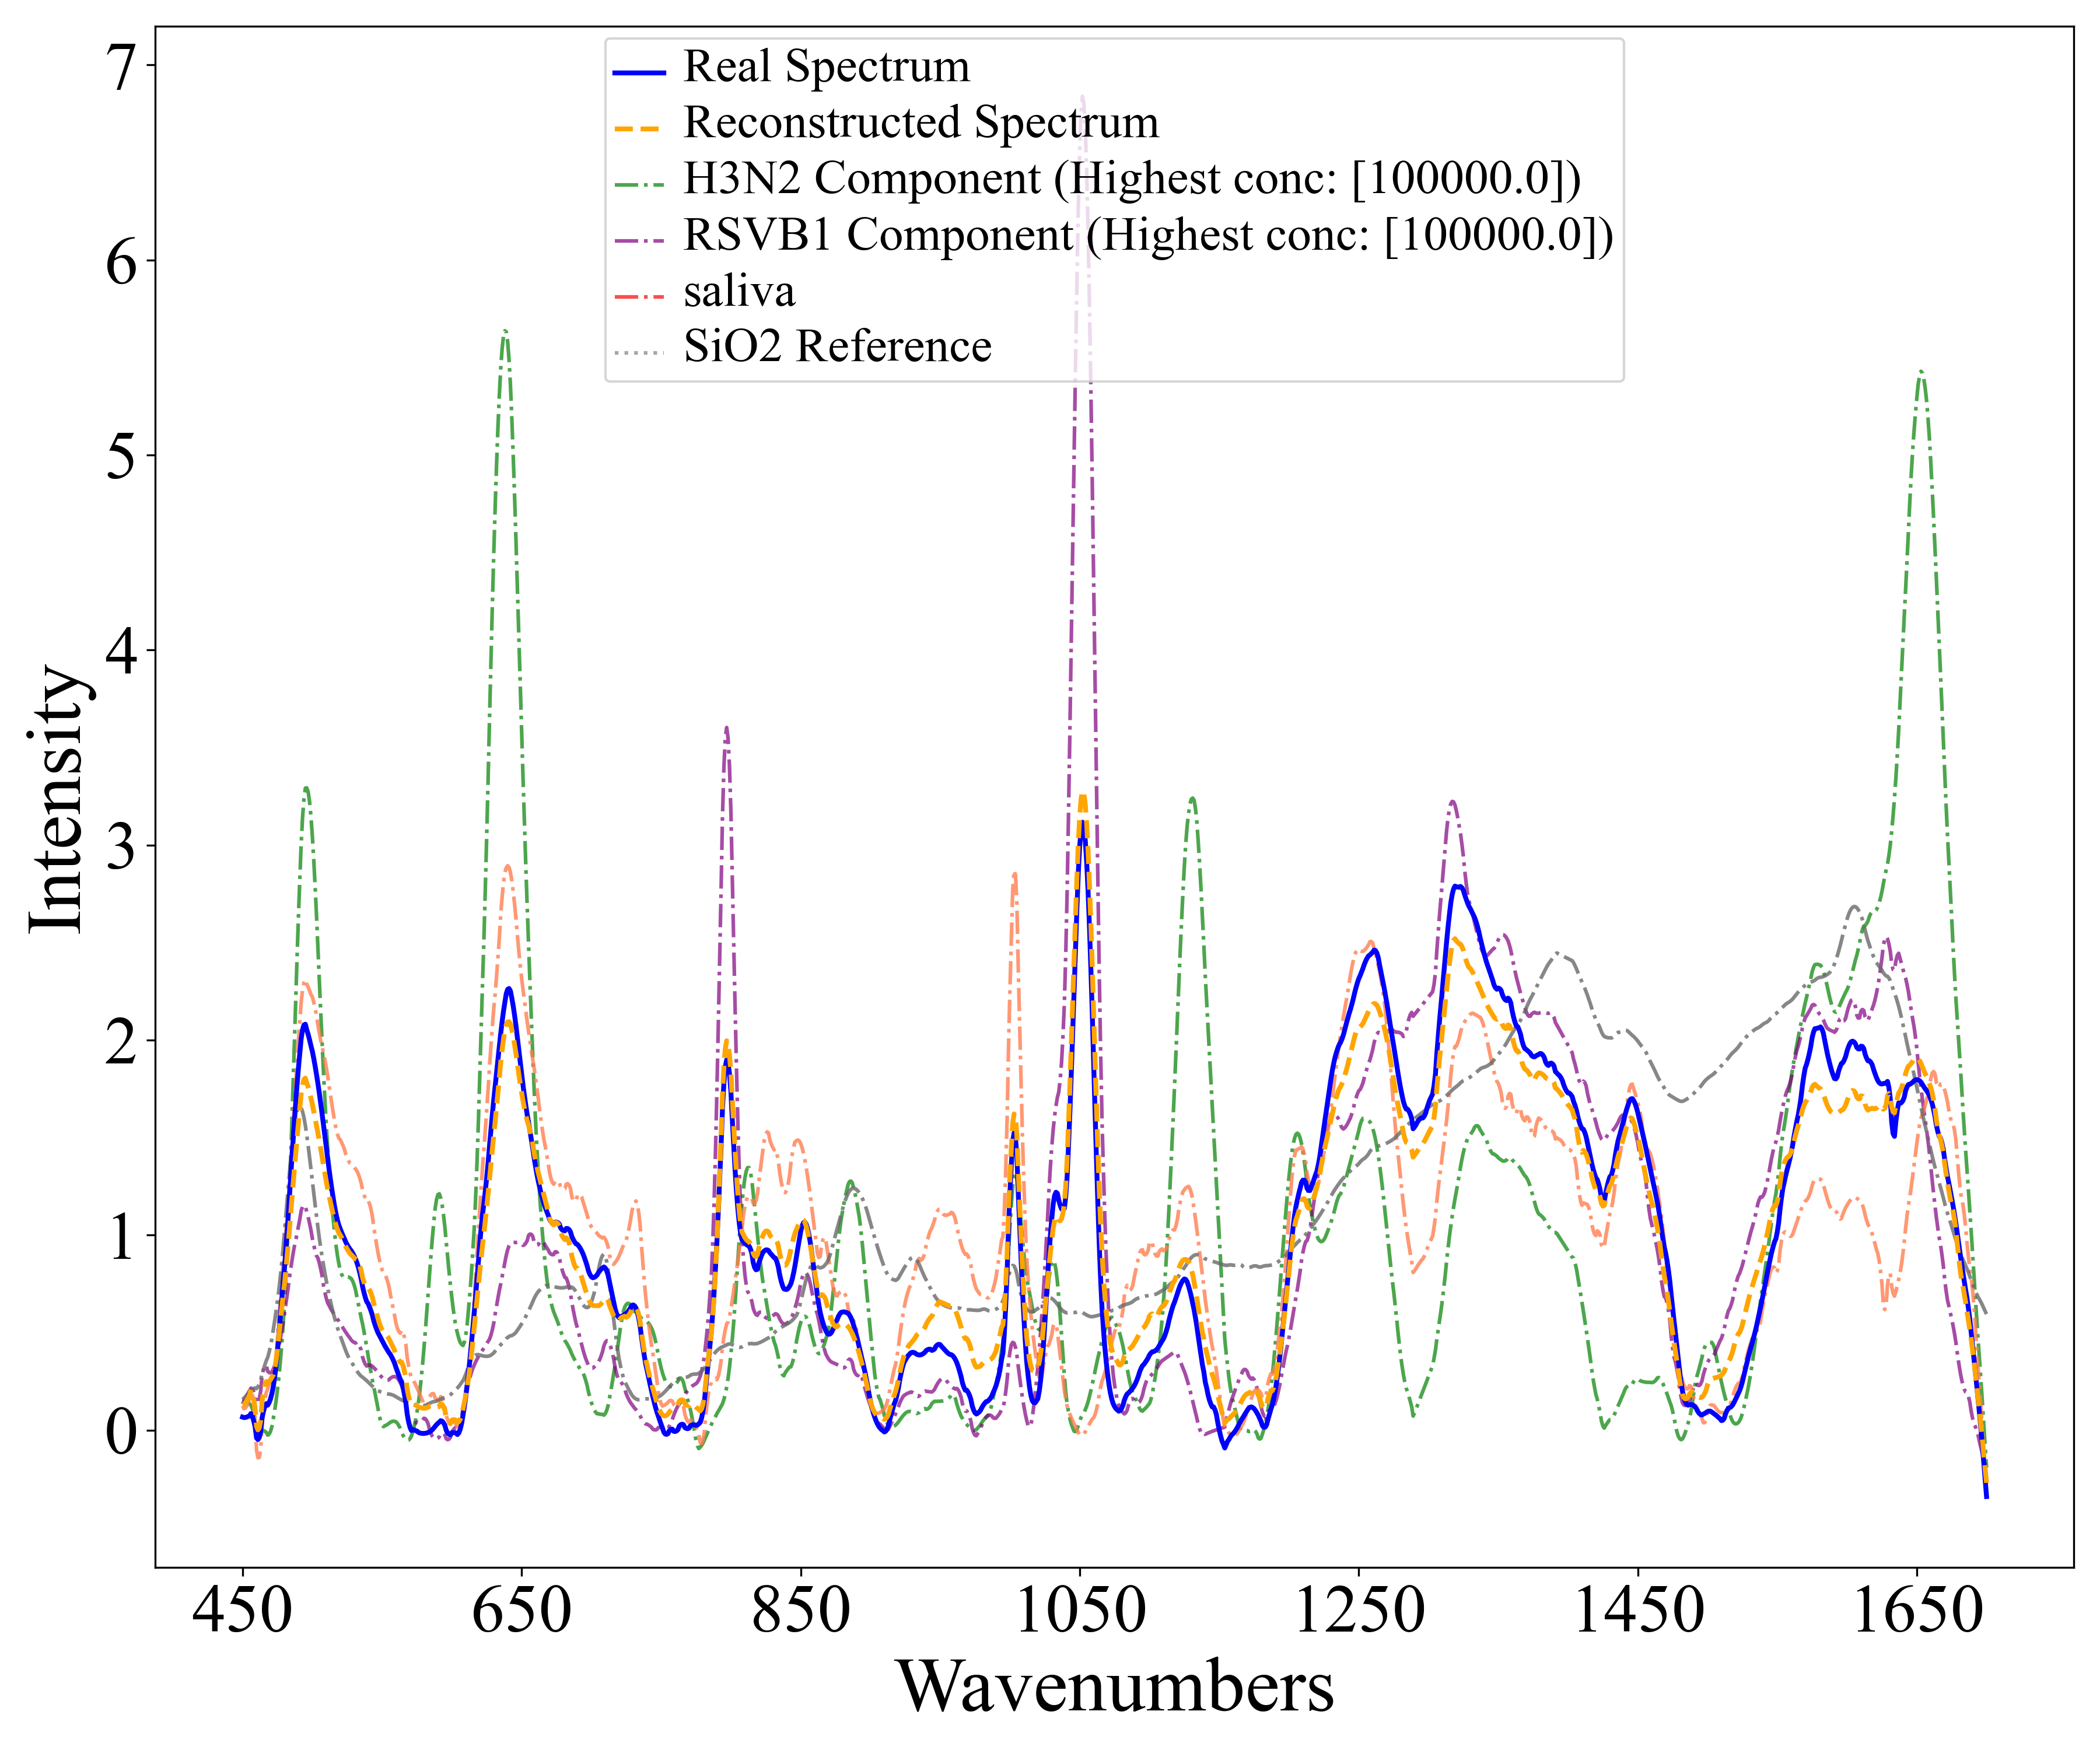 7
6
5
4
3
2
1
0
Intensity
Real Spectrum
Reconstructed Spectrum
H3N2 Component (Highest conc: [100000.0])
RSVB1 Component (Highest conc: [100000.0])
saliva
SiO2 Reference
450 650 850 1050 1250 1450 1650
Wavenumbers